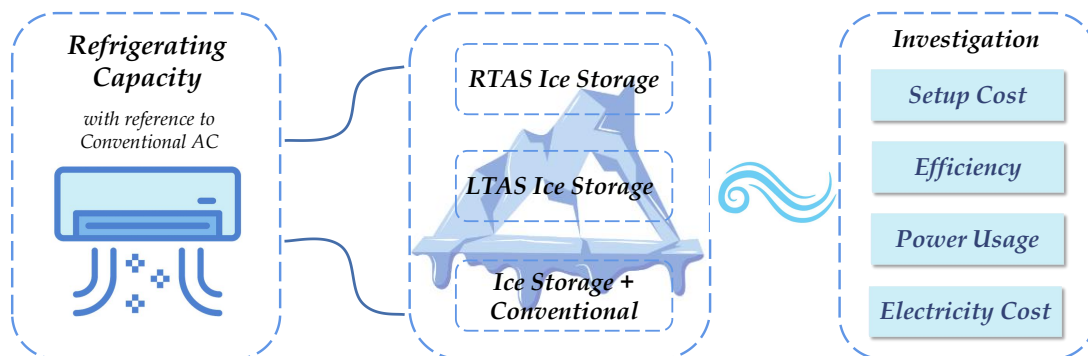 Refrigerating
Capacity
with reference to
Conventional AC
RTAS Ice Storage
LTAS Ice Storage
Ice Storage +
Conventional
Investigation
Setup Cost
Efficiency
Power Usage
Electricity Cost